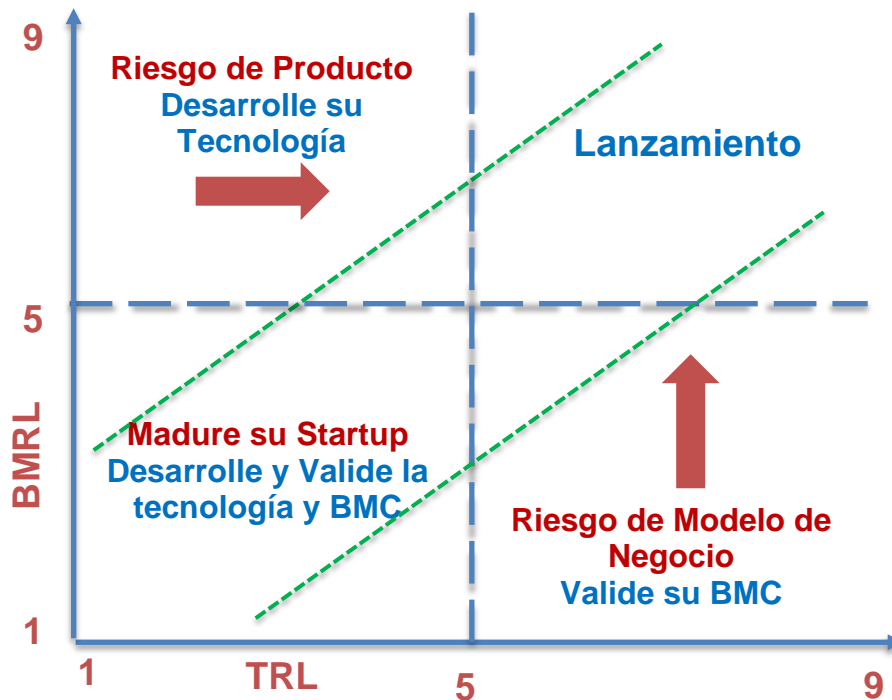 9
Riesgo de Producto
Desarrolle su
Tecnología
Lanzamiento
5
BMRL
Madure su Startup
Desarrolle y Valide la
tecnología y BMC
Riesgo de Modelo de
Negocio
Valide su BMC
1
1
TRL
5
9